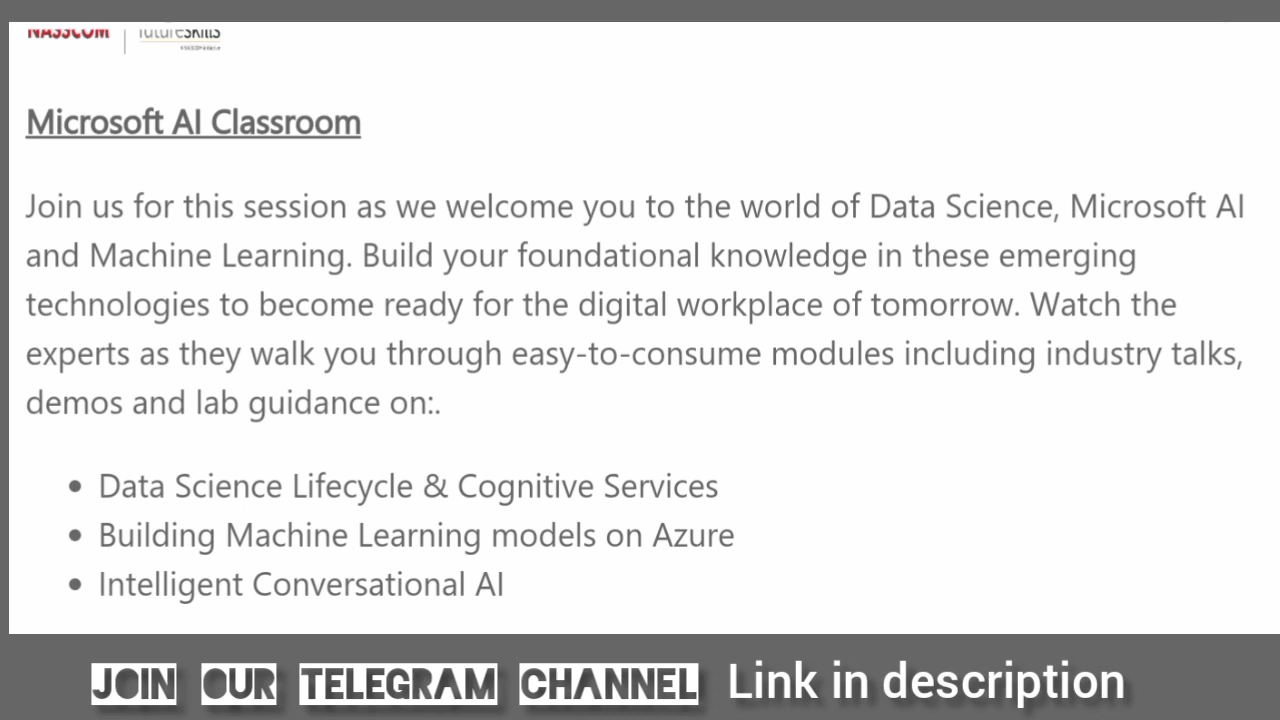 NASSCOM futureskills
Microsoft AI Classroom
Join us for this session as we welcome you to the world of Data Science, Microsoft AI
and Machine Learning. Build your foundational knowledge in these emerging
technologies to become ready for the digital workplace of tomorrow. Watch the
experts as they walk you through easy-to-consume modules including industry talks,
demos and lab guidance on:.
• Data Science Lifecycle & Cognitive Services
• Building Machine Learning models on Azure
• Intelligent Conversational AI
JOIN OUR TELEGRAM CHANNEL Link in description